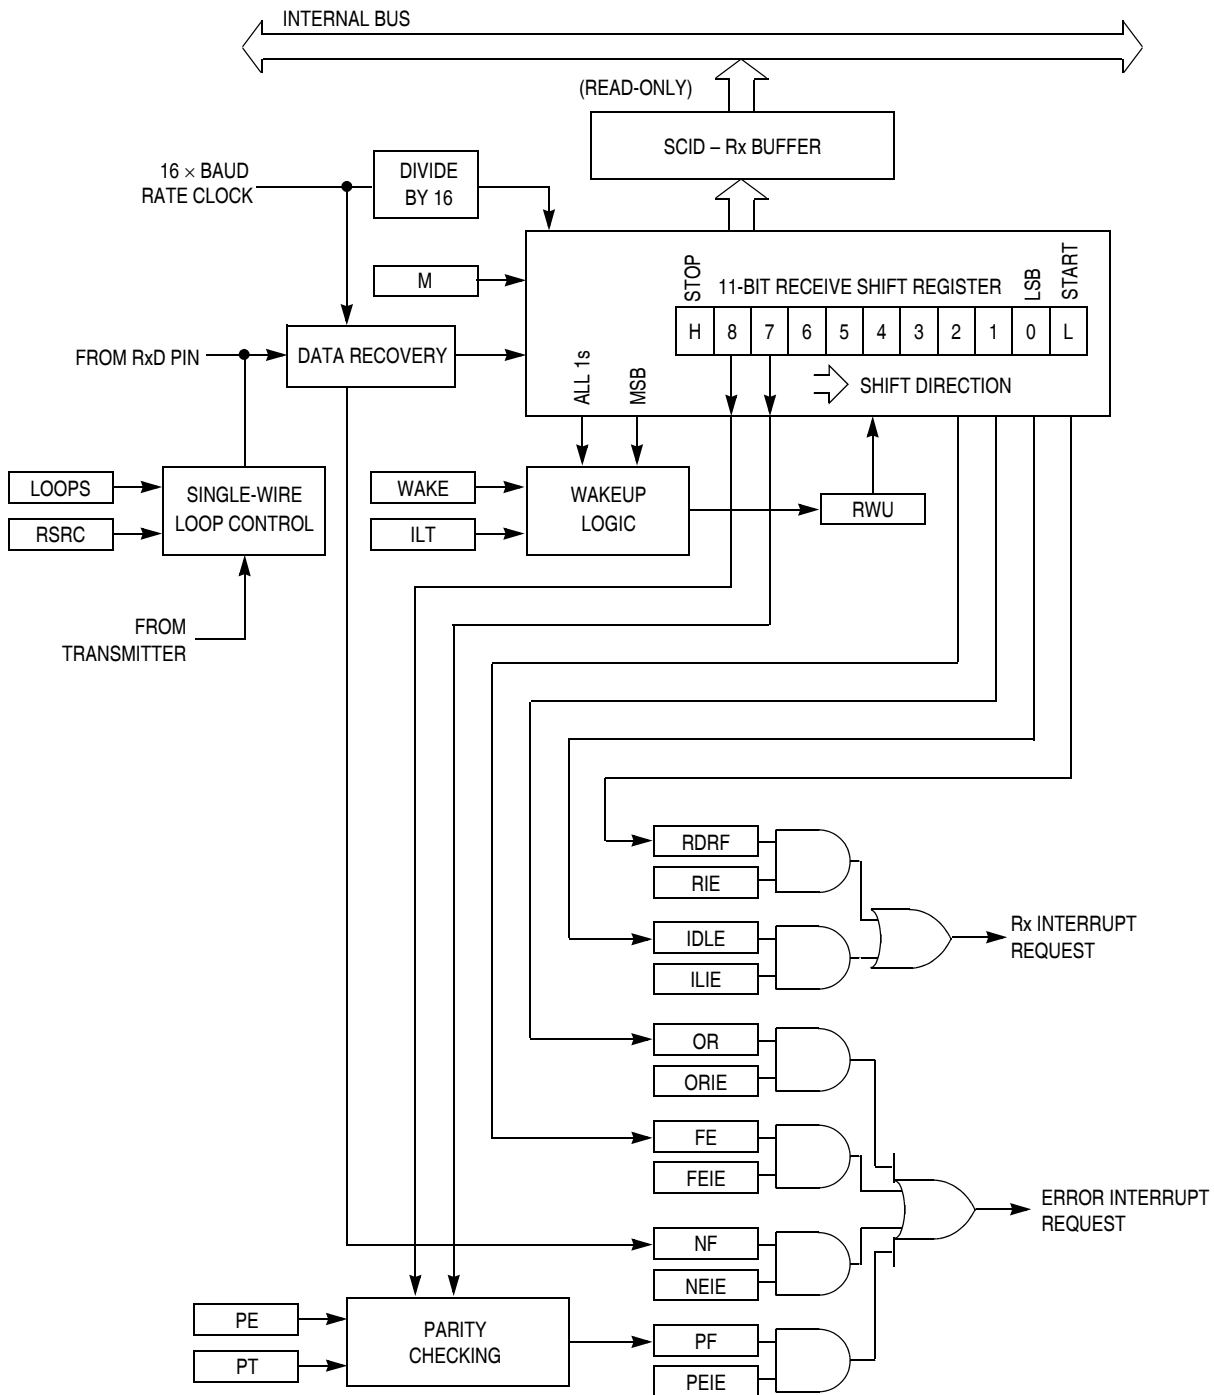 INTERNAL BUS
(READ-ONLY)
SCID – Rx BUFFER
16 × BAUD
RATE CLOCK
DIVIDE
BY 16
M
STOP
11-BIT RECEIVE SHIFT REGISTER
LSB
START
H 8 7 6 5 4 3 2 1 0 L
FROM RxD PIN
DATA RECOVERY
ALL 1s
MSB
SHIFT DIRECTION
LOOPS
RSRC
SINGLE-WIRE
LOOP CONTROL
WAKE
ILT
WAKEUP
LOGIC
RWU
FROM
TRANSMITTER
RDRF
RIE
IDLE
ILIE
Rx INTERRUPT
REQUEST
OR
ORIE
FE
FEIE
ERROR INTERRUPT
REQUEST
NF
NEIE
PE
PT
PARITY
CHECKING
PF
PEIE